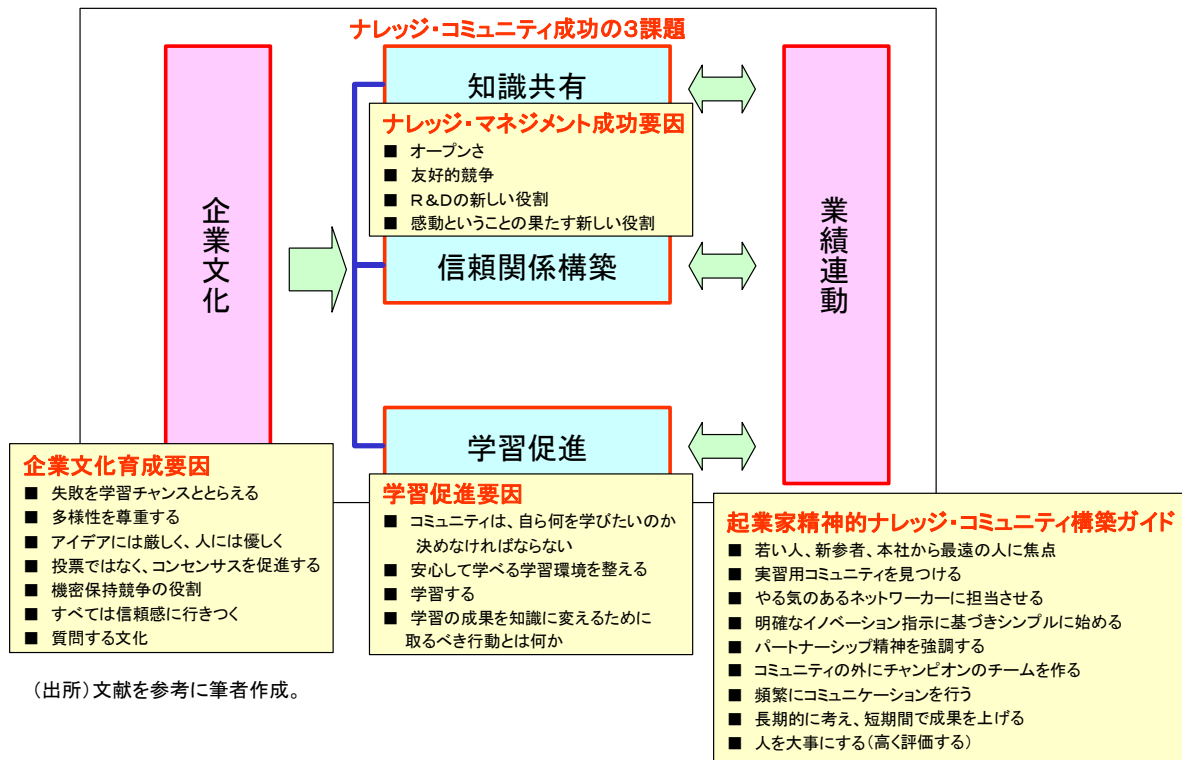 ナレッジ・コミュニティ成功の3課題
企業文化
知識共有
ナレッジ・マネジメント成功要因
■ オープンさ
■ 友好的競争
■ R&Dの新しい役割
■ 感動ということの果たす新しい役割
信頼関係構築
学習促進
業績連動
企業文化育成要因
■ 失敗を学習チャンスととらえる
■ 多様性を尊重する
■ アイデアには厳しく、人には優しく
■ 投票ではなく、コンセンサスを促進する
■ 機密保持競争の役割
■ すべては信頼感に行きつく
■ 質問する文化
学習促進要因
■ コミュニティは、自ら何を学びたいのか
決めなければならない
■ 安心して学べる学習環境を整える
■ 学習する
■ 学習の成果を知識に変えるために
取るべき行動とは何か
起業家精神的ナレッジ・コミュニティ構築ガイド
■ 若い人、新参者、本社から最遠の人に焦点
■ 実習用コミュニティを見つける
■ やる気のあるネットワーカーに担当させる
■ 明確なイノベーション指示に基づきシンプルに始める
■ パートナーシップ精神を強調する
■ コミュニティの外にチャンピオンのチームを作る
■ 頻繁にコミュニケーションを行う
■ 長期的に考え、短期間で成果を上げる
■ 人を大事にする(高く評価する)
(出所)文献を参考に筆者作成。